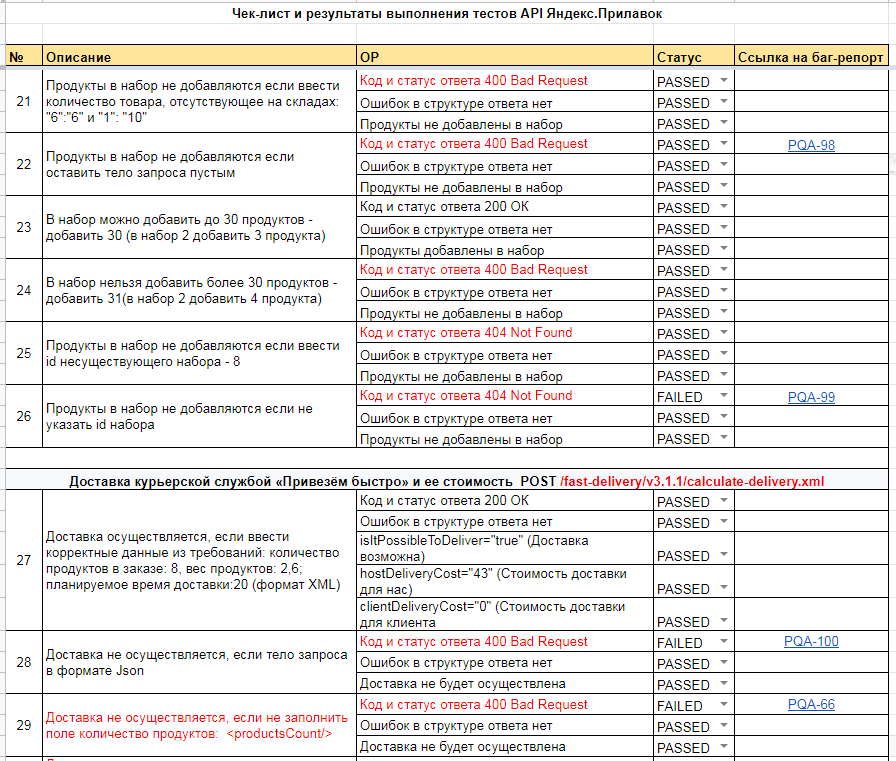 Чек-лист и результаты выполнения тестов API Яндекс.Прилавок
№ Описание ОР Статус Ссылка на баг-репорт
21
Продукты в набор не добавляются если ввести
количество товара, отсутствующее на складах:
"6":"6" и "1": "10"
Код и статус ответа 400 Bad Request PASSED
Ошибок в структуре ответа нет PASSED
Продукты не добавлены в набор PASSED
22
Продукты в набор не добавляются если
оставить тело запроса пустым
Код и статус ответа 400 Bad Request PASSED PQA-98
Ошибок в структуре ответа нет PASSED
Продукты не добавлены в набор PASSED
23
В набор можно добавить до 30 продуктов -
добавить 30 (в набор 2 добавить 3 продукта)
Код и статус ответа 200 ОК PASSED
Ошибок в структуре ответа нет PASSED
Продукты добавлены в набор PASSED
24
В набор нельзя добавить более 30 продуктов -
добавить 31(в набор 2 добавить 4 продукта)
Код и статус ответа 400 Bad Request PASSED
Ошибок в структуре ответа нет PASSED
Продукты не добавлены в набор PASSED
25
Продукты в набор не добавляются если ввести
id несуществующего набора - 8
Код и статус ответа 404 Not Found PASSED
Ошибок в структуре ответа нет PASSED
Продукты не добавлены в набор PASSED
26
Продукты в набор не добавляются если не
указать id набора
Код и статус ответа 404 Not Found FAILED PQA-99
Ошибок в структуре ответа нет PASSED
Продукты не добавлены в набор PASSED
Доставка курьерской службой «Привезём быстро» и ее стоимость POST /fast-delivery/v3.1.1/calculate-delivery.xml
27
Доставка осуществляется, если ввести
корректные данные из требований: количество
продуктов в заказе: 8, вес продуктов: 2,6;
планируемое время доставки:20 (формат XML)
Код и статус ответа 200 ОК PASSED
Ошибок в структуре ответа нет PASSED
isItPossibleToDeliver="true" (Доставка
возможна) PASSED
hostDeliveryCost="43" (Стоимость доставки
для нас) PASSED
clientDeliveryCost="0" (Стоимость доставки
для клиента PASSED
28
Доставка не осуществляется, если тело запроса
в формате Json
Код и статус ответа 400 Bad Request FAILED PQA-100
Ошибок в структуре ответа нет PASSED
Доставка не будет осуществлена PASSED
29
Доставка не осуществляется, если не заполнить
поле количество продуктов: <productsCount/>
Код и статус ответа 400 Bad Request FAILED PQA-66
Ошибок в структуре ответа нет PASSED
Доставка не будет осуществлена PASSED